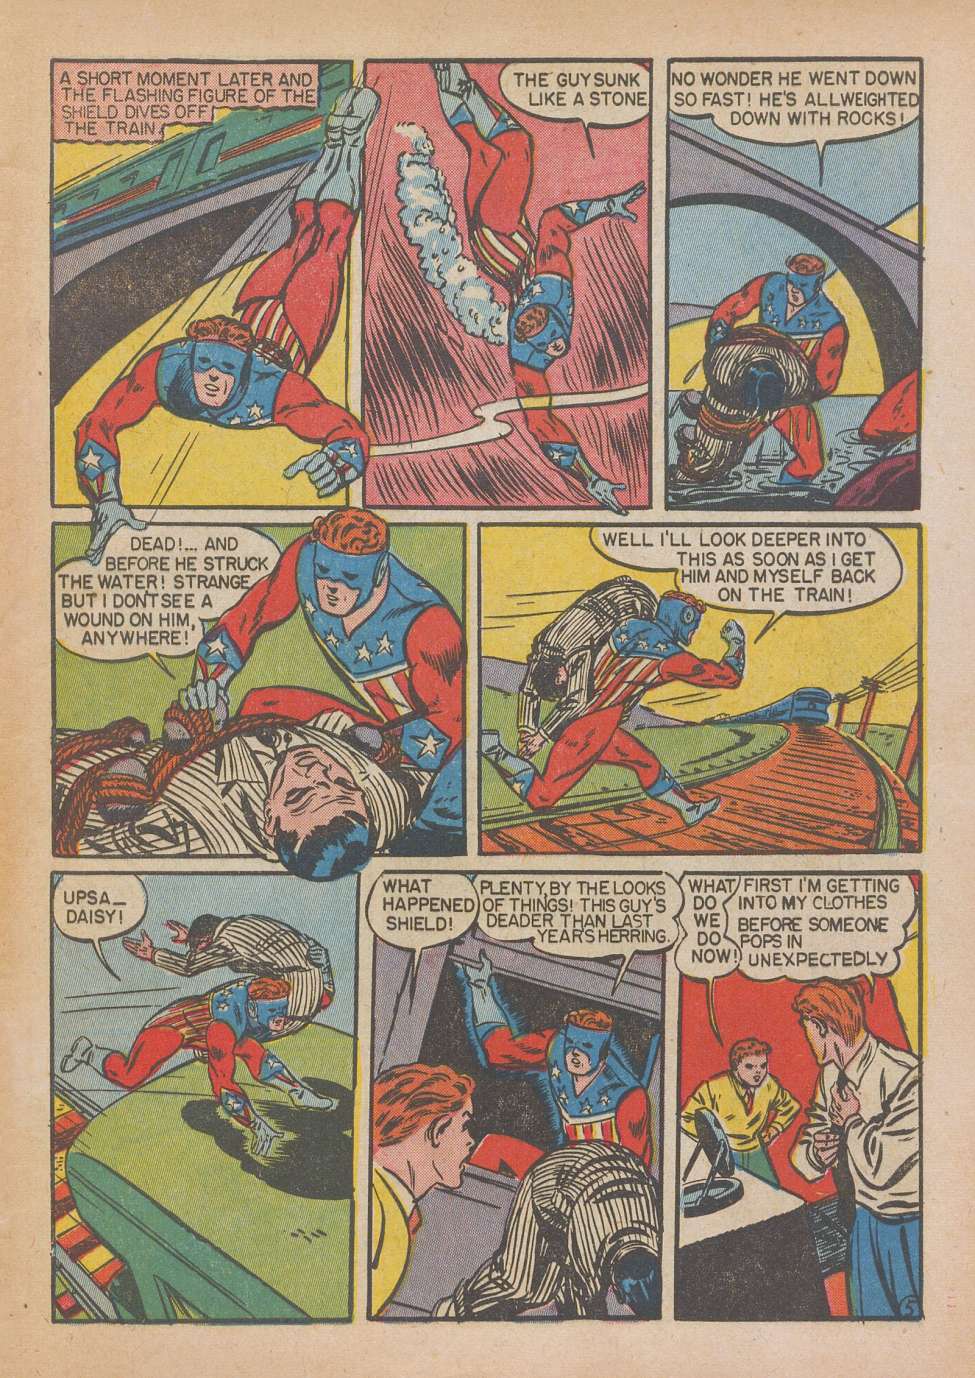 A SHORT MOMENT LATER AND
THE FLASHING FIGURE OF THE
SHIELD DIVES OFF
THE TRAIN.
THE GUY SUNK
LIKE A STONE
NO WONDER HE WENT DOWN
SO FAST! HE'S ALL WEIGHTED
DOWN WITH ROCKS!
DEAD!... AND
BEFORE HE STRUCK
THE WATER! STRANGE
BUT I DON'T SEE A
WOUND ON HIM,
ANYWHERE!
WELL I'LL LOOK DEEPER INTO
THIS AS SOON AS I GET
HIM AND MYSELF BACK
ON THE TRAIN!
UPSA_
DAISY!
WHAT
HAPPENED
SHIELD!
PLENTY, BY THE LOOKS
OF THINGS! THIS GUY'S
DEADER THAN LAST
YEAR'S HERRING.
WHAT
DO
WE
DO
NOW!
FIRST I'M GETTING
INTO MY CLOTHES
BEFORE SOMEONE
POPS IN
UNEXPECTEDLY
5